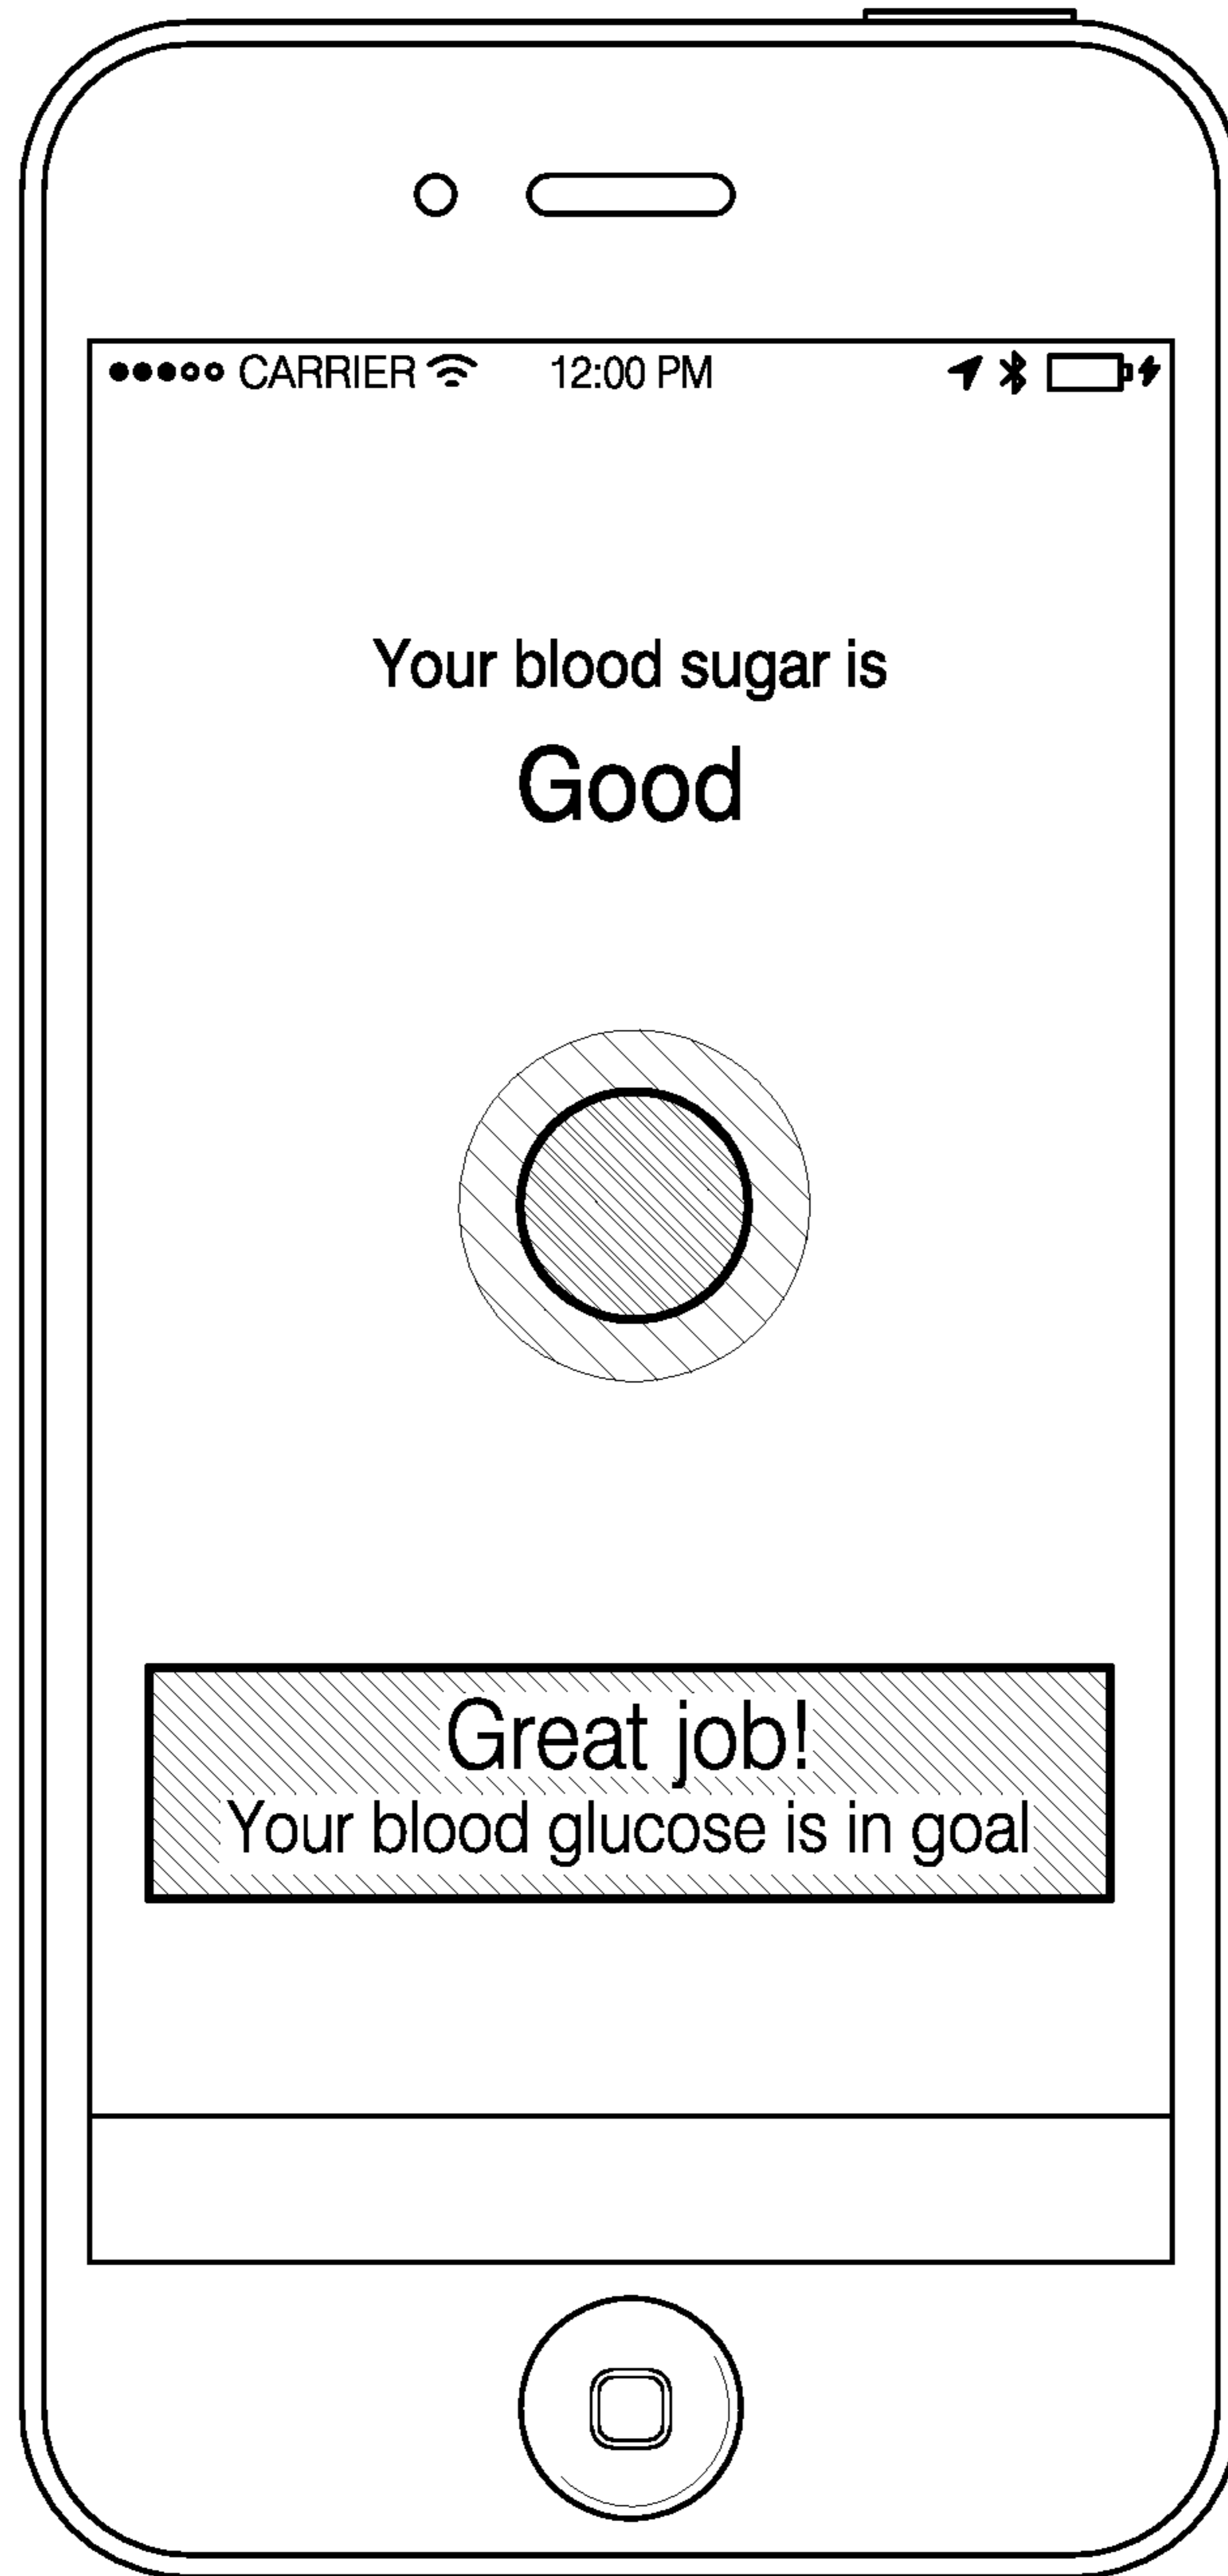 CARRIER 12:00 PM
Your blood sugar is
Good
Great job!
Your blood glucose is in goal